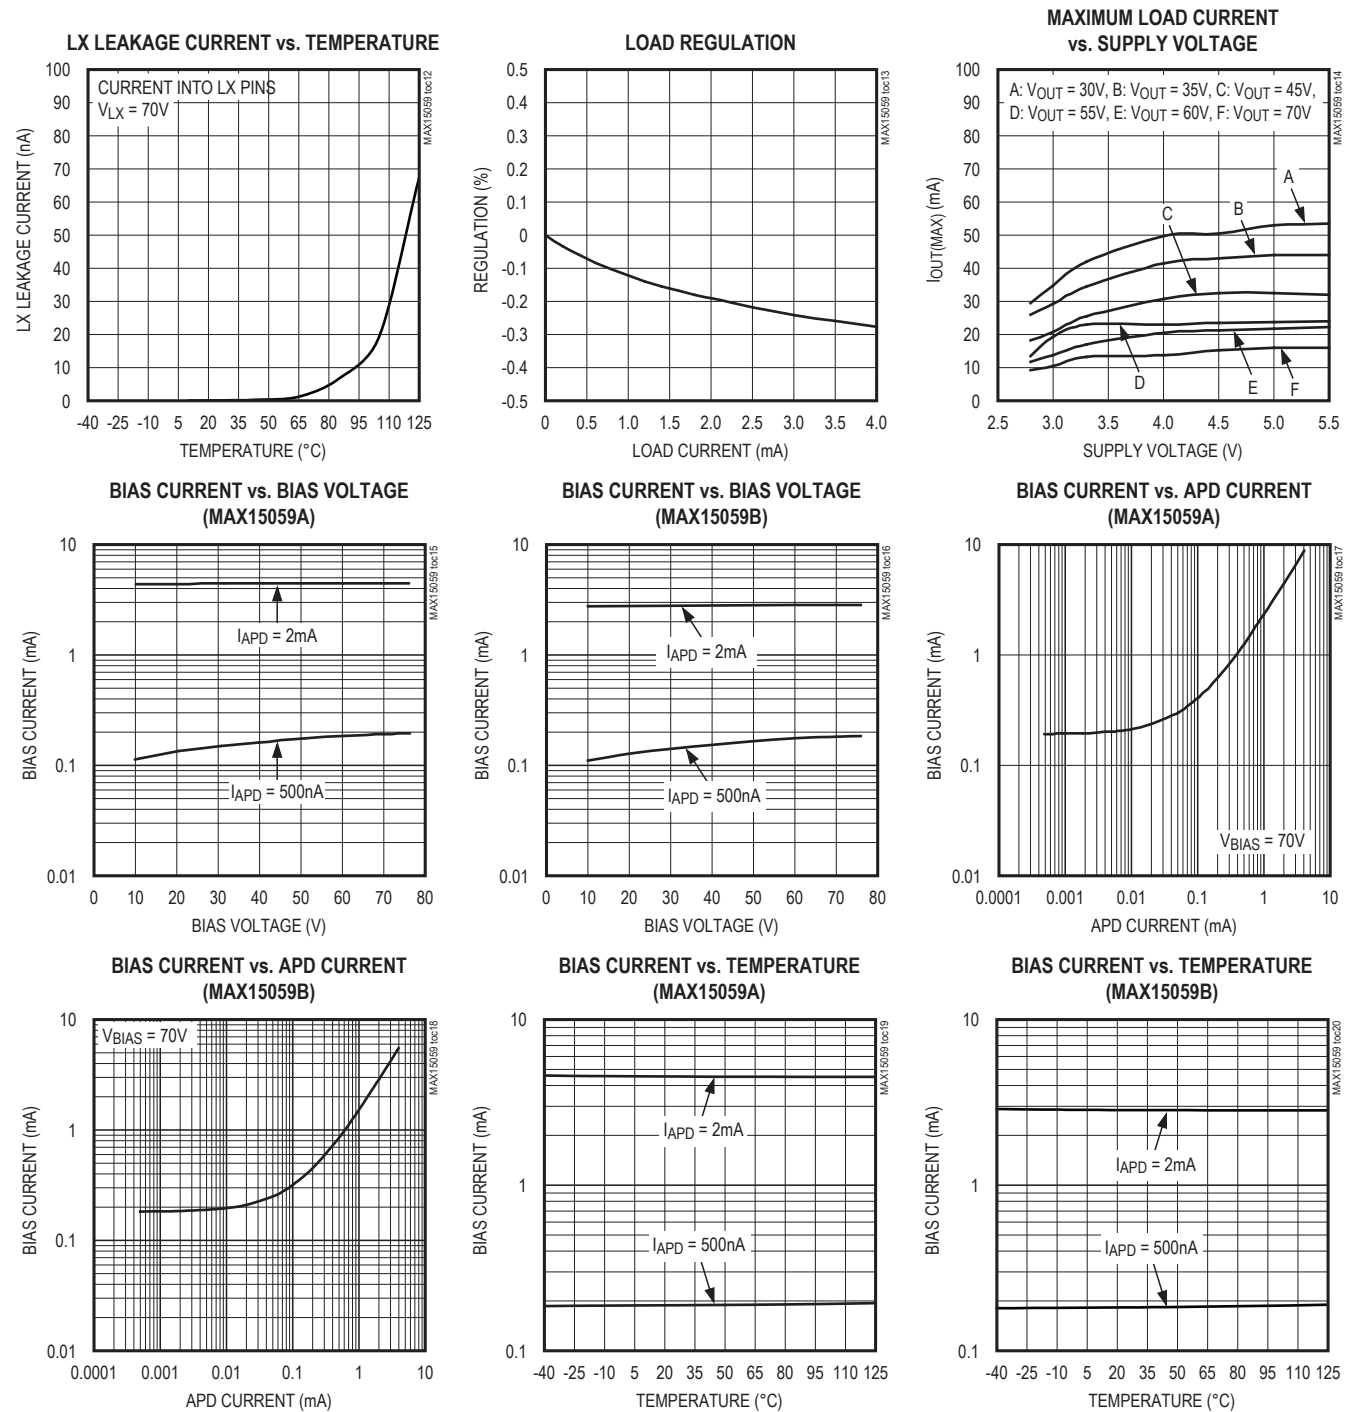 LX LEAKAGE CURRENT vs. TEMPERATURE
MAX15059 toc12
CURRENT INTO LX PINS
VLX = 70V
LX LEAKAGE CURRENT (nA)
100
90
80
70
60
50
40
30
20
10
0
-40 -25 -10 5 20 35 50 65 80 95 110 125
TEMPERATURE (°C)
LOAD REGULATION
MAX15059 toc13
REGULATION (%)
0.5
0.4
0.3
0.2
0.1
0
-0.1
-0.2
-0.3
-0.4
-0.5
0 0.5 1.0 1.5 2.0 2.5 3.0 3.5 4.0
LOAD CURRENT (mA)
MAXIMUM LOAD CURRENT
vs. SUPPLY VOLTAGE
MAX15059 toc14
A: VOUT = 30V, B: VOUT = 35V, C: VOUT = 45V,
D: VOUT = 55V, E: VOUT = 60V, F: VOUT = 70V
IOUT(MAX) (mA)
100
90
80
70
60
50
40
30
20
10
0
A
B
C
D
E
F
2.5 3.0 3.5 4.0 4.5 5.0 5.5
SUPPLY VOLTAGE (V)
BIAS CURRENT vs. BIAS VOLTAGE
(MAX15059A)
MAX15059 toc15
BIAS CURRENT (mA)
10
1
0.1
0.01
IAPD = 2mA
IAPD = 500nA
0 10 20 30 40 50 60 70 80
BIAS VOLTAGE (V)
BIAS CURRENT vs. BIAS VOLTAGE
(MAX15059B)
MAX15059 toc16
BIAS CURRENT (mA)
10
1
0.1
0.01
IAPD = 2mA
IAPD = 500nA
0 10 20 30 40 50 60 70 80
BIAS VOLTAGE (V)
BIAS CURRENT vs. APD CURRENT
(MAX15059A)
MAX15059 toc17
BIAS CURRENT (mA)
10
1
0.1
0.01
VBIAS = 70V
0.0001 0.001 0.01 0.1 1 10
APD CURRENT (mA)
BIAS CURRENT vs. APD CURRENT
(MAX15059B)
MAX15059 toc18
VBIAS = 70V
BIAS CURRENT (mA)
10
1
0.1
0.01
0.0001 0.001 0.01 0.1 1 10
APD CURRENT (mA)
BIAS CURRENT vs. TEMPERATURE
(MAX15059A)
MAX15059 toc19
BIAS CURRENT (mA)
10
1
0.1
IAPD = 2mA
IAPD = 500nA
-40 -25 -10 5 20 35 50 65 80 95 110 125
TEMPERATURE (°C)
BIAS CURRENT vs. TEMPERATURE
(MAX15059B)
MAX15059 toc20
BIAS CURRENT (mA)
10
1
0.1
IAPD = 2mA
IAPD = 500nA
-40 -25 -10 5 20 35 50 65 80 95 110 125
TEMPERATURE (°C)